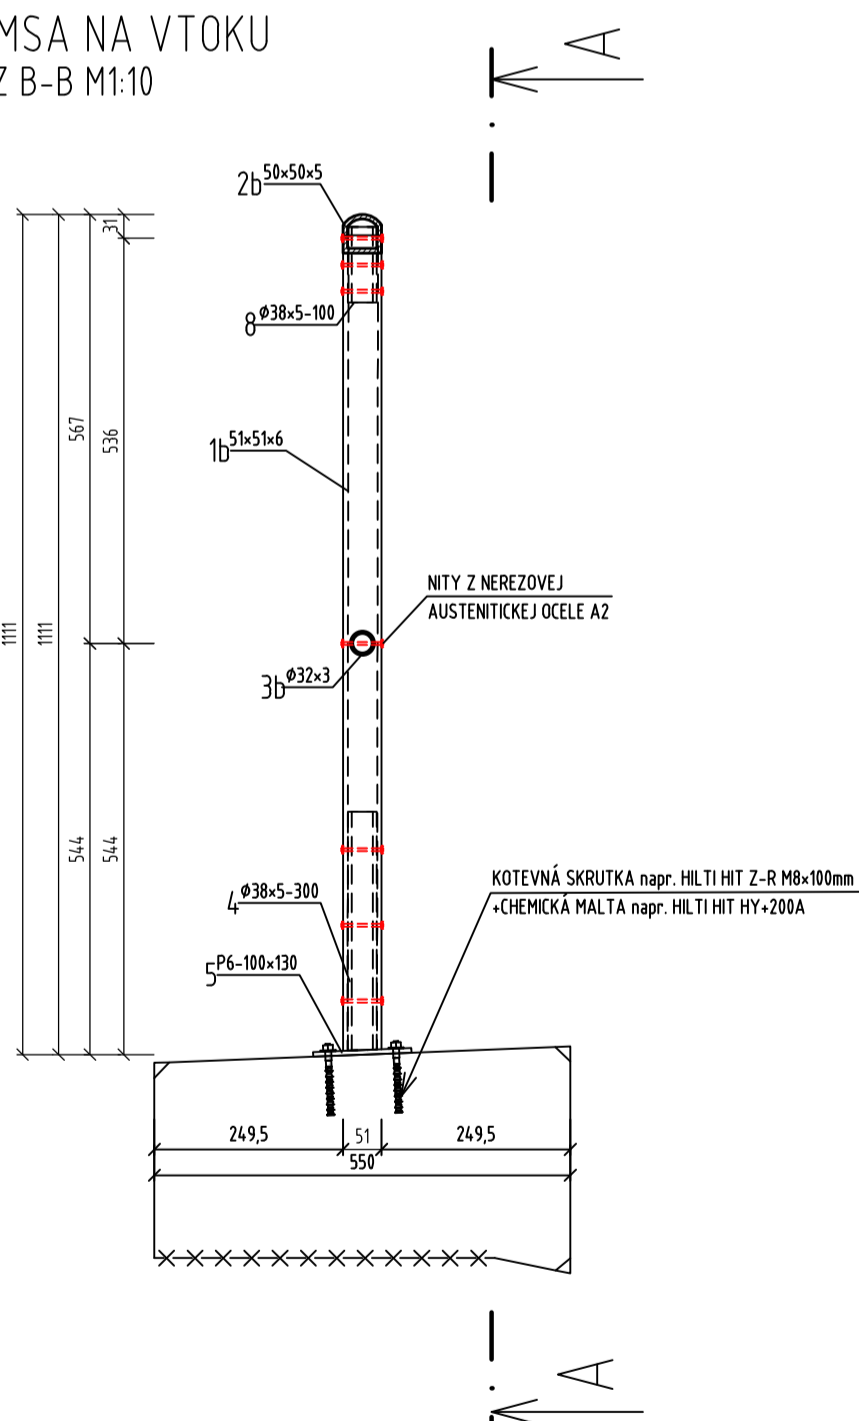 MSA NA VTOKU
Z B-B M1:10
A
2b 50×50×5
31
8 Φ38×5-100
567
536
1b 51×51×6
NITY Z NEREZOVEJ
AUSTENITICKEJ OCELE A2
1111
1111
3b Φ32×3
544
544
KOTEVNÁ SKRUTKA napr. HILTI HIT Z-R M8×100mm
+CHEMICKÁ MALTA napr. HILTI HIT HY+200A
4 Φ38×5-300
5 P6-100×130
249,5
51
249,5
550
A